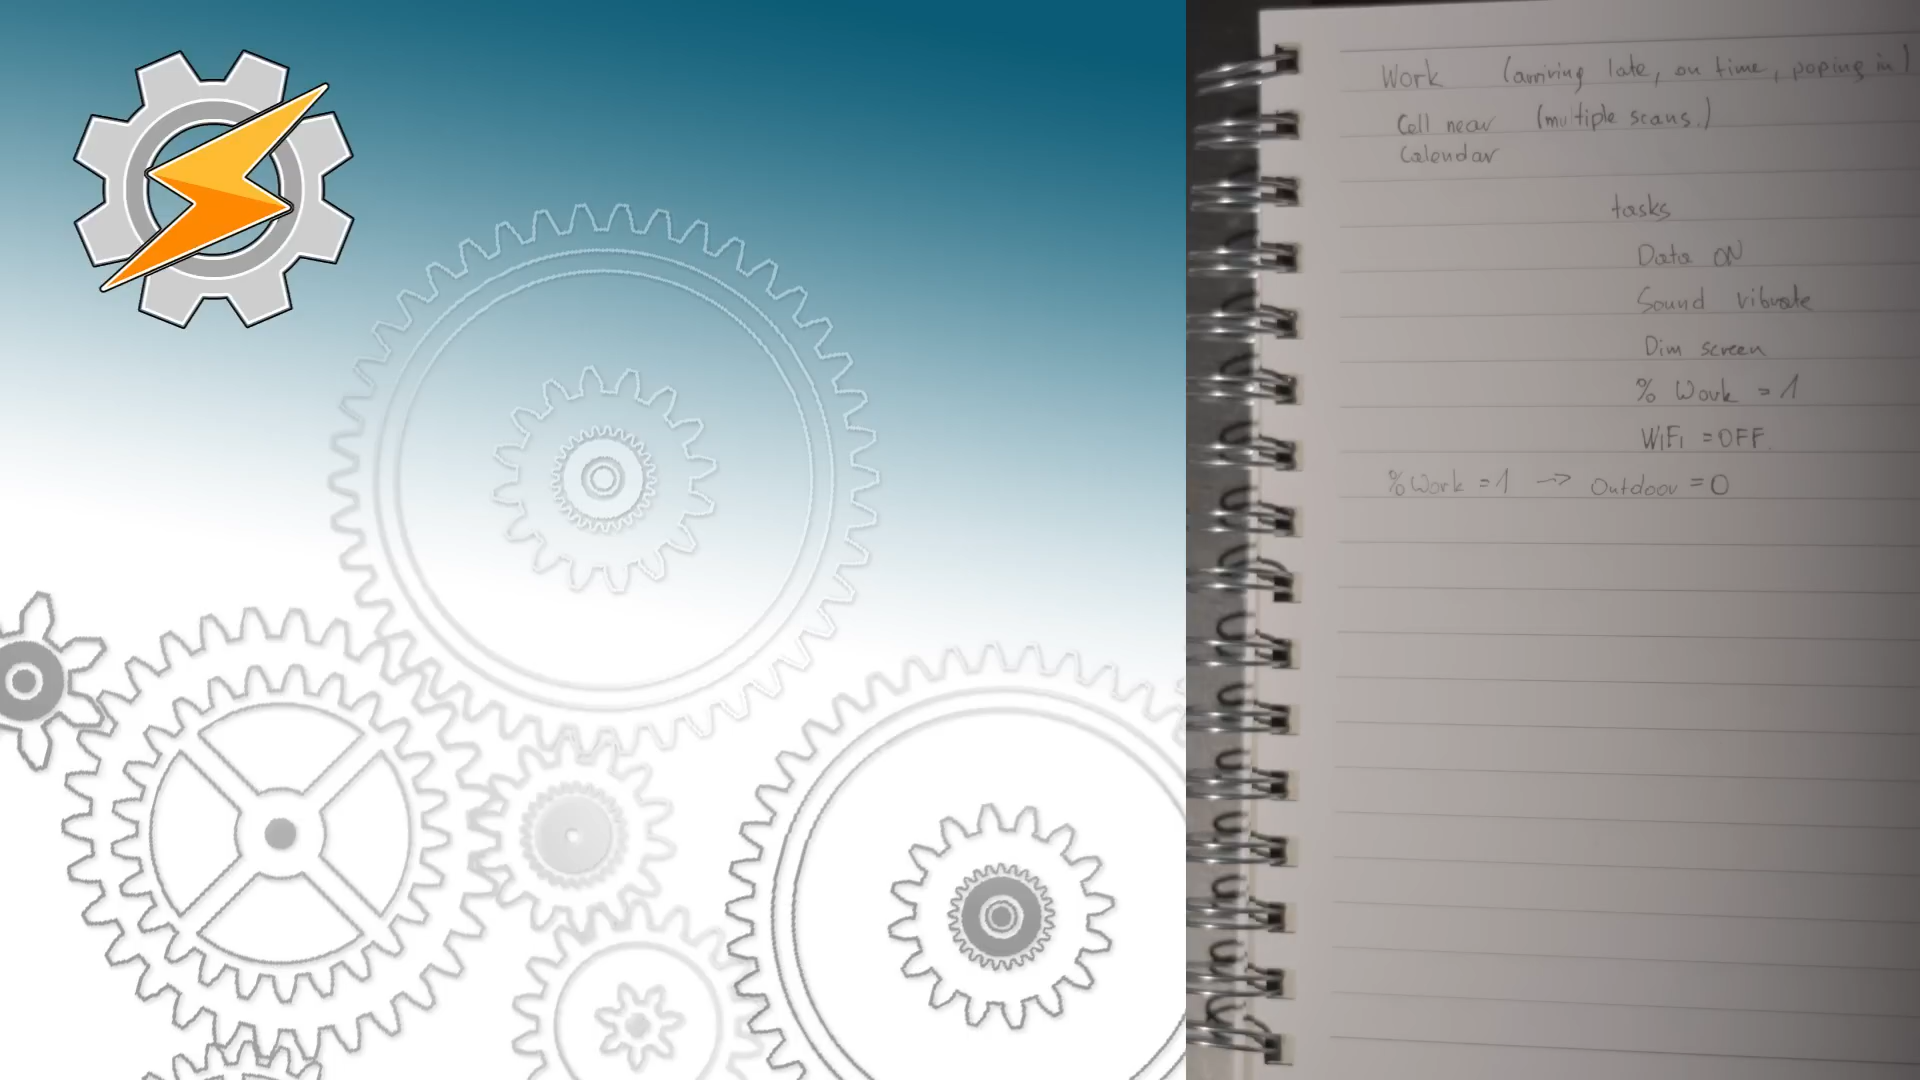 Work (arriving late, on time, poping in)
Cell near (multiple scans.)
Calendar
tasks
Data ON
Sound vibrate
Dim screen
% Work = 1
WiFi = OFF.
% Work = 1 -> Outdoor = 0